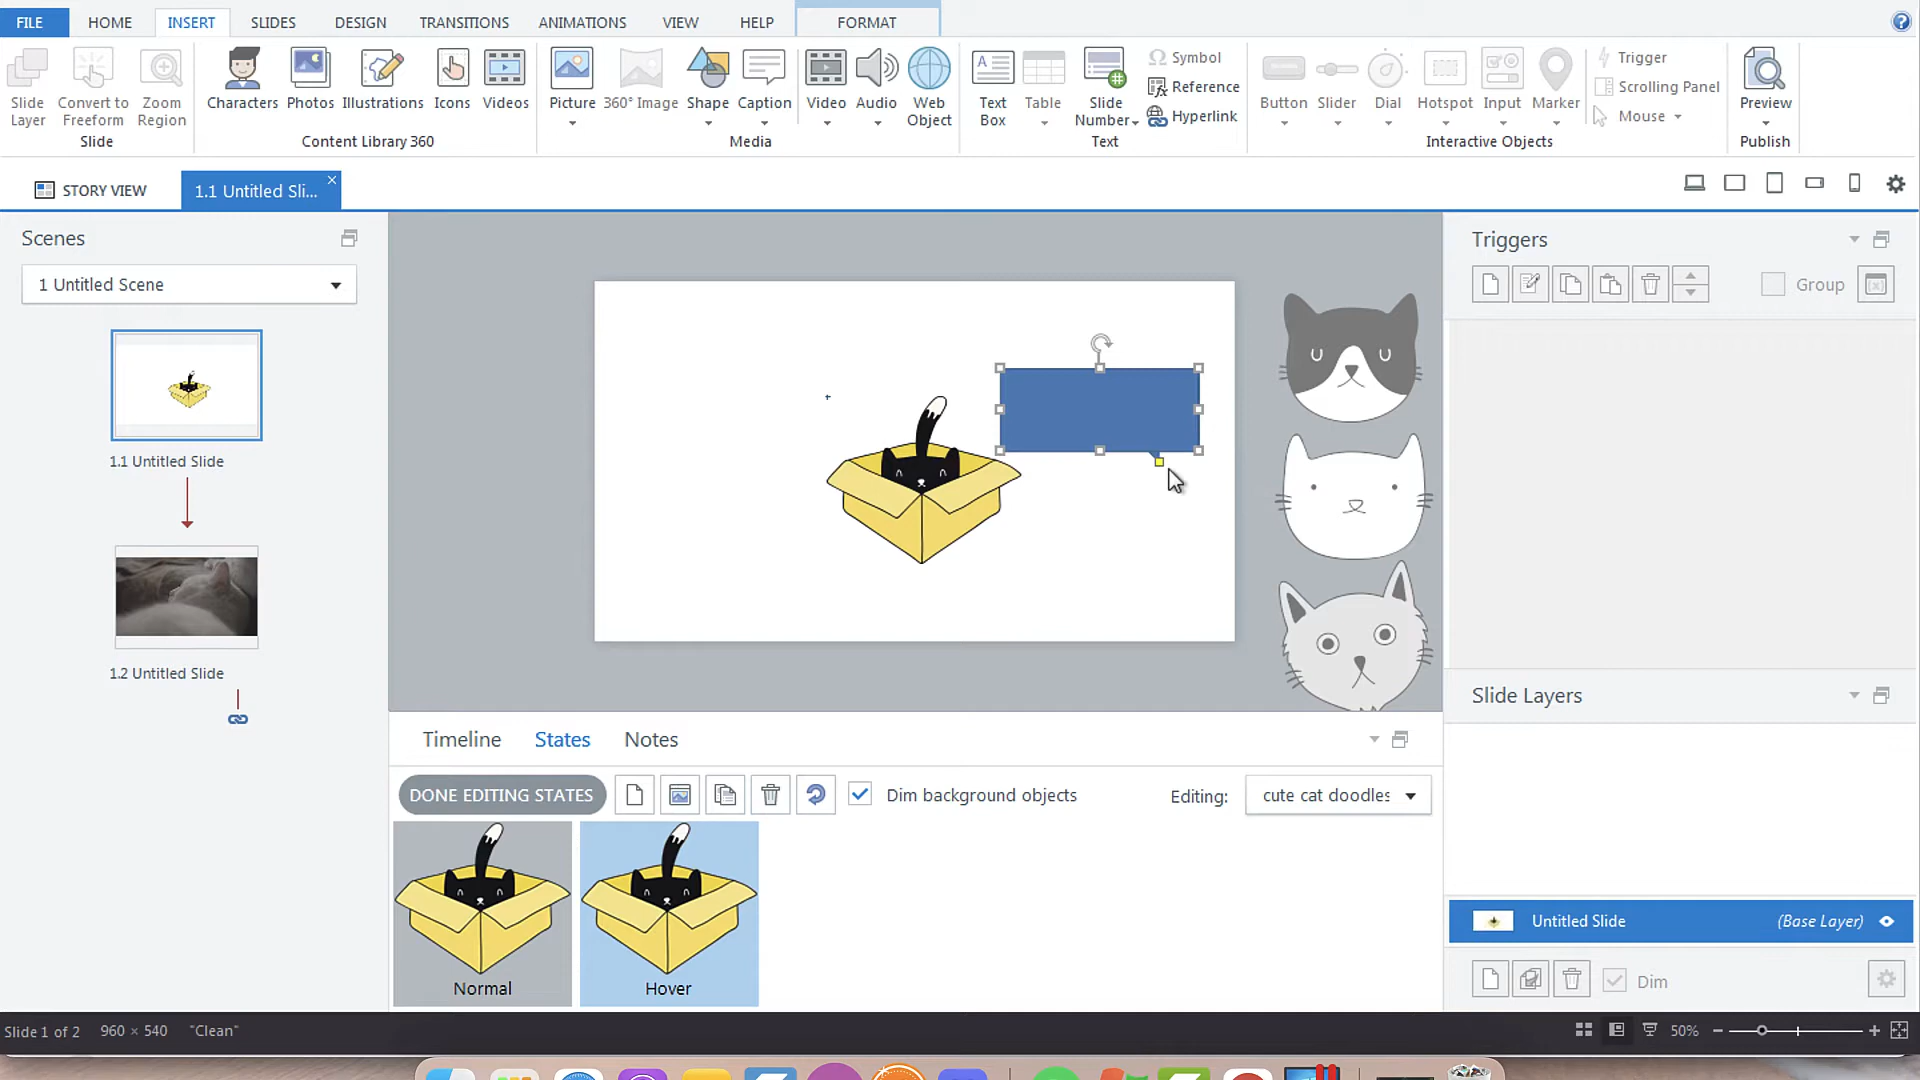 FILE HOME INSERT SLIDES DESIGN TRANSITIONS ANIMATIONS VIEW HELP FORMAT
Slide Layer
Convert to Freeform
Zoom Region
Slide
Characters
Photos
Illustrations
Icons
Videos
Content Library 360
Picture
360° Image
Shape
Caption
Video
Audio
Web Object
Media
Text Box
Table
Slide Number
Symbol
Reference
Hyperlink
Text
Button
Slider
Dial
Hotspot
Input
Marker
Trigger
Scrolling Panel
Mouse
Interactive Objects
Preview
Publish
STORY VIEW
1.1 Untitled Sli...
Scenes
1 Untitled Scene
1.1 Untitled Slide
1.2 Untitled Slide
Triggers
Group
Slide Layers
Untitled Slide (Base Layer)
Dim
Timeline States Notes
DONE EDITING STATES
Dim background objects
Editing: cute cat doodles
Normal
Hover
Slide 1 of 2 960 × 540 "Clean"
50%